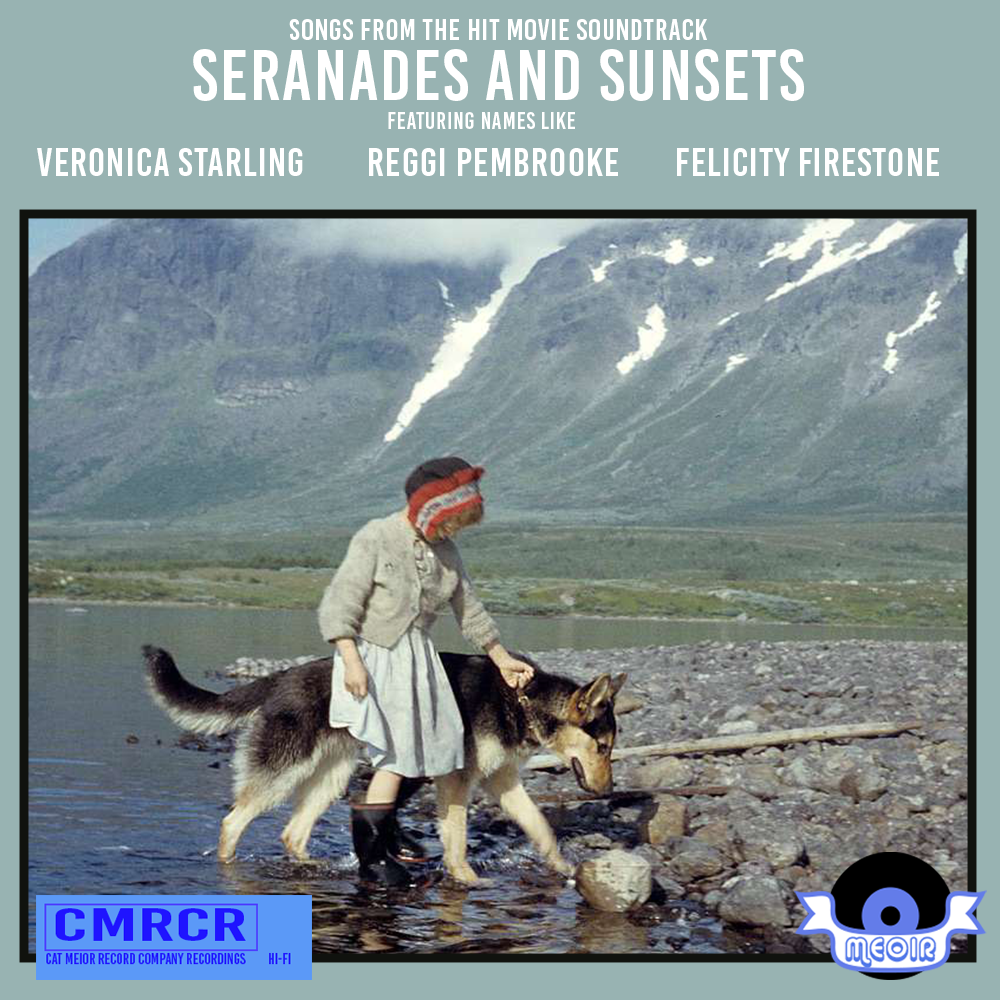 SONGS FROM THE HIT MOVIE SOUNDTRACK
SERANADES AND SUNSETS
FEATURING NAMES LIKE
VERONICA STARLING REGGI PEMBROOKE FELICITY FIRESTONE
CMRCR
CAT MEIOR RECORD COMPANY RECORDINGS HI-FI
MEOIR